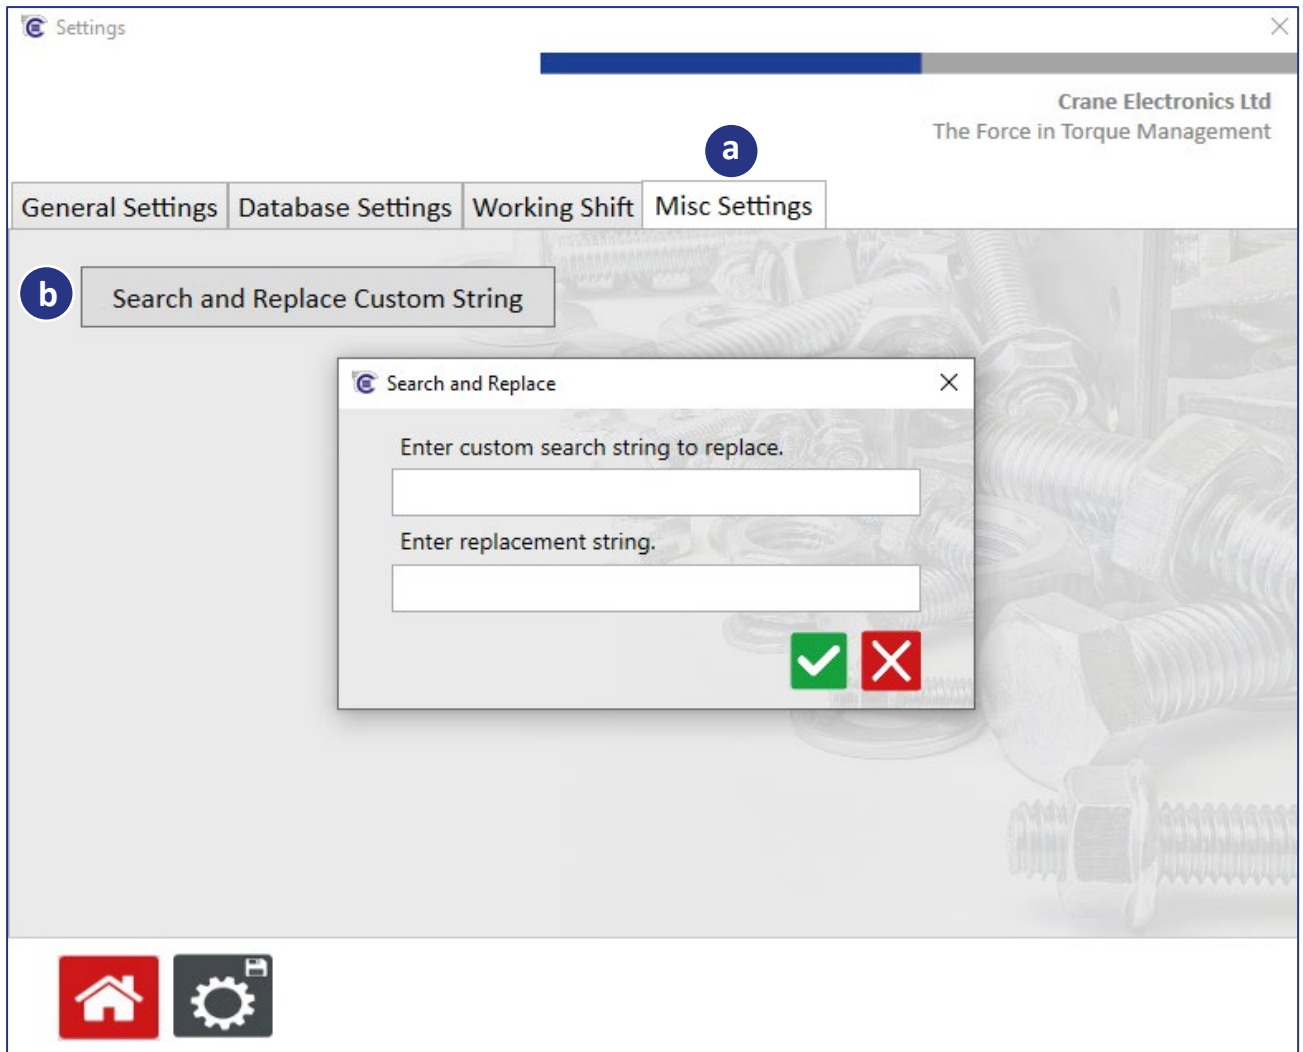 Settings
Crane Electronics Ltd
The Force in Torque Management
a
General Settings Database Settings Working Shift Misc Settings
b Search and Replace Custom String
Search and Replace
Enter custom search string to replace.
Enter replacement string.